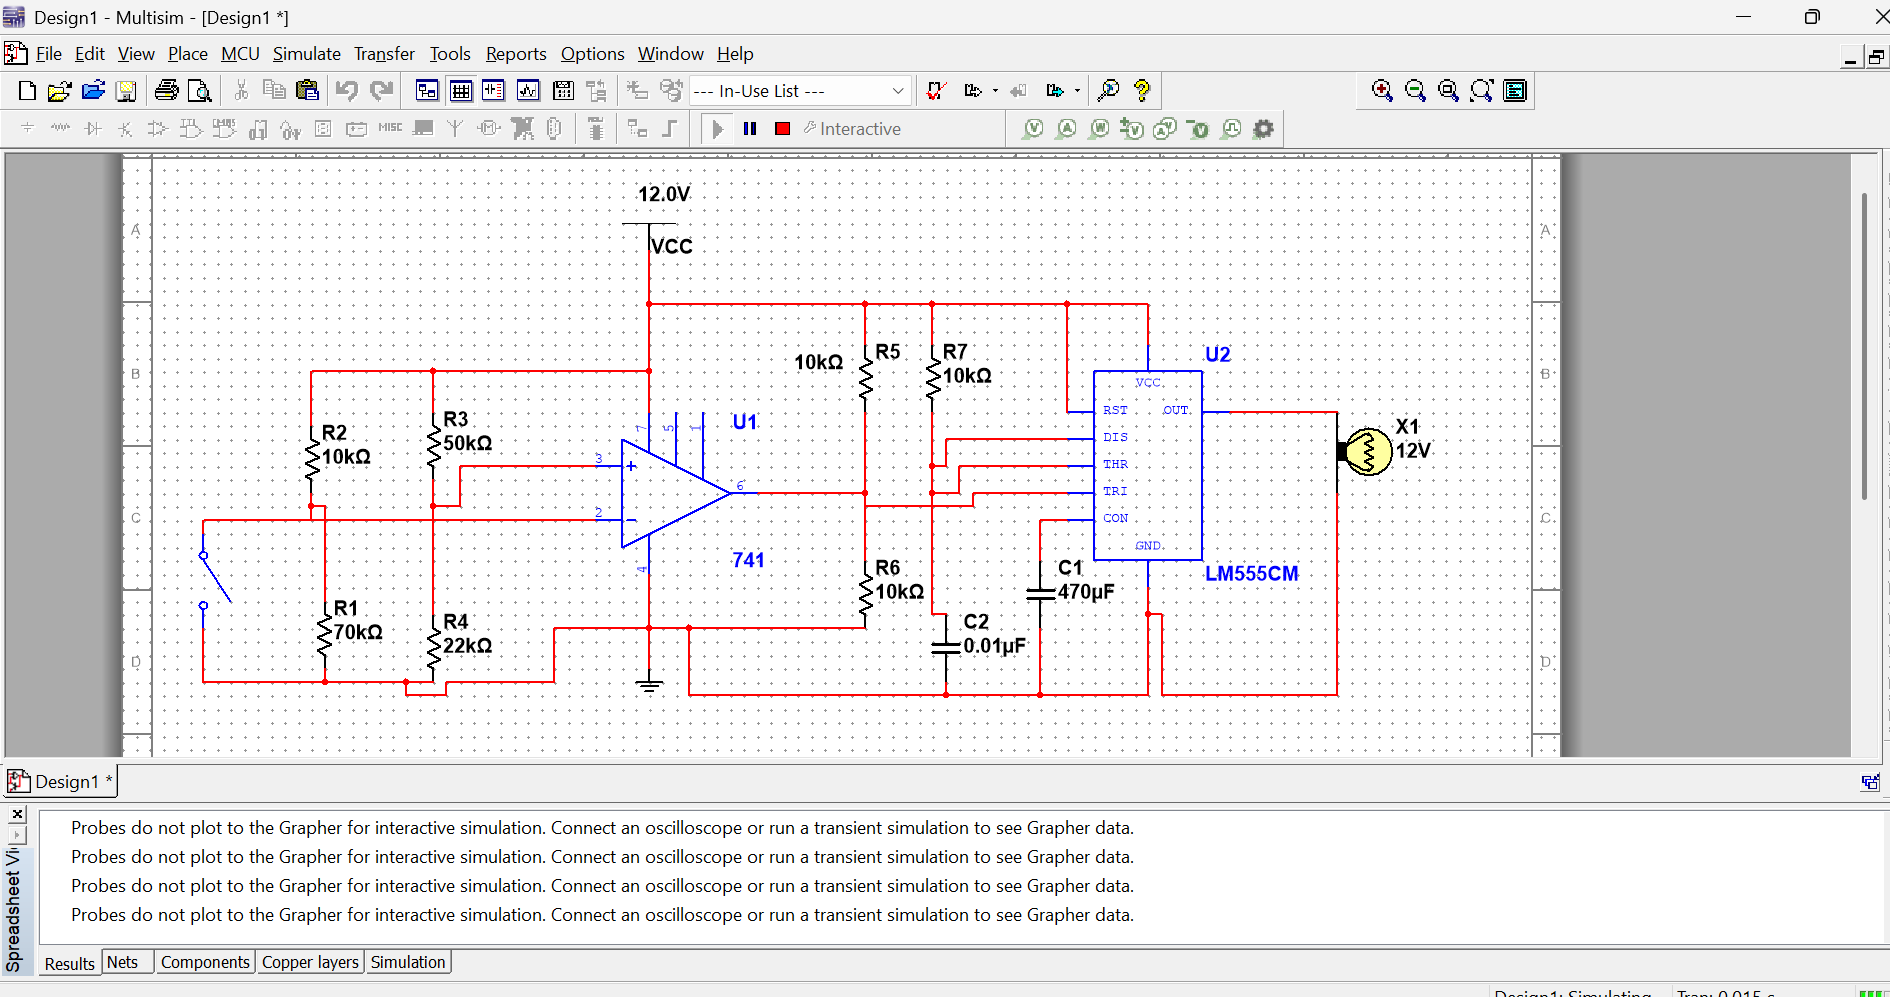 Design1 - Multisim - [Design1 *]
File Edit View Place MCU Simulate Transfer Tools Reports Options Window Help
--- In-Use List ---
MISC Interactive
12.0V
VCC
A A
B B
C C
D D
10kΩ R5 R7
10kΩ
U2
VCC
RST OUT
DIS
THR
TRI
CON
GND
LM555CM
X1
12V
R2
10kΩ
R3
50kΩ
U1
7 5 1
3
2
6
4
741
R1
70kΩ
R4
22kΩ
R6
10kΩ
C1
470µF
C2
0.01µF
Design1 *
Probes do not plot to the Grapher for interactive simulation. Connect an oscilloscope or run a transient simulation to see Grapher data.
Probes do not plot to the Grapher for interactive simulation. Connect an oscilloscope or run a transient simulation to see Grapher data.
Probes do not plot to the Grapher for interactive simulation. Connect an oscilloscope or run a transient simulation to see Grapher data.
Probes do not plot to the Grapher for interactive simulation. Connect an oscilloscope or run a transient simulation to see Grapher data.
Spreadsheet Vi
Results Nets Components Copper layers Simulation
Design1: Simulating Tran: 0.015 s